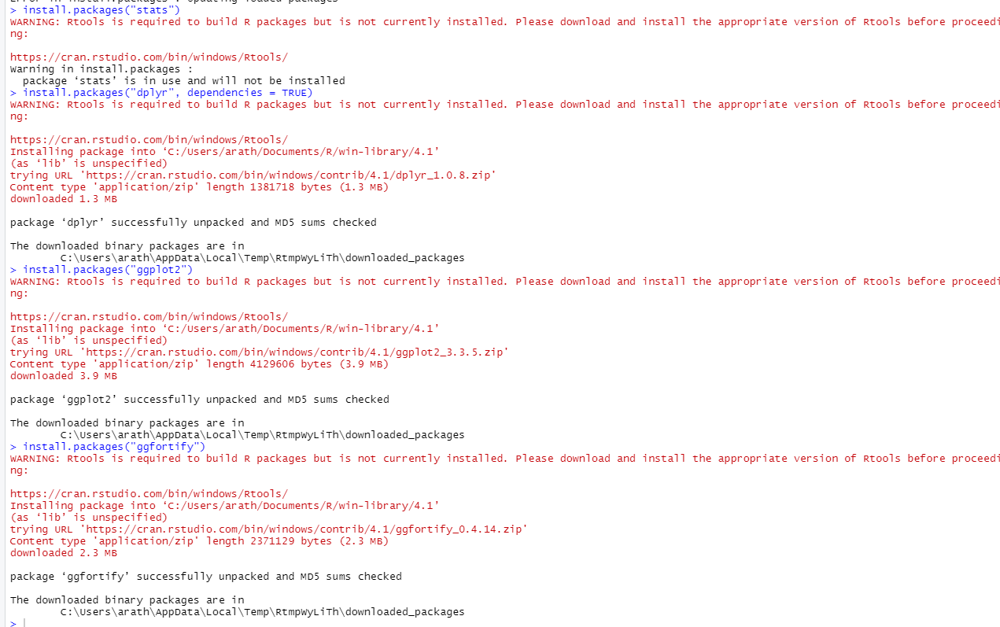 Error in install.packages : Updating loaded packages
> install.packages("stats")
WARNING: Rtools is required to build R packages but is not currently installed. Please download and install the appropriate version of Rtools before proceedi
ng:
https://cran.rstudio.com/bin/windows/Rtools/
Warning in install.packages :
  package ‘stats’ is in use and will not be installed
> install.packages("dplyr", dependencies = TRUE)
WARNING: Rtools is required to build R packages but is not currently installed. Please download and install the appropriate version of Rtools before proceedi
ng:
https://cran.rstudio.com/bin/windows/Rtools/
Installing package into ‘C:/Users/arath/Documents/R/win-library/4.1’
(as ‘lib’ is unspecified)
trying URL 'https://cran.rstudio.com/bin/windows/contrib/4.1/dplyr_1.0.8.zip'
Content type 'application/zip' length 1381718 bytes (1.3 MB)
downloaded 1.3 MB
package ‘dplyr’ successfully unpacked and MD5 sums checked
The downloaded binary packages are in
        C:\Users\arath\AppData\Local\Temp\RtmpWyLiTh\downloaded_packages
> install.packages("ggplot2")
WARNING: Rtools is required to build R packages but is not currently installed. Please download and install the appropriate version of Rtools before proceedi
ng:
https://cran.rstudio.com/bin/windows/Rtools/
Installing package into ‘C:/Users/arath/Documents/R/win-library/4.1’
(as ‘lib’ is unspecified)
trying URL 'https://cran.rstudio.com/bin/windows/contrib/4.1/ggplot2_3.3.5.zip'
Content type 'application/zip' length 4129606 bytes (3.9 MB)
downloaded 3.9 MB
package ‘ggplot2’ successfully unpacked and MD5 sums checked
The downloaded binary packages are in
        C:\Users\arath\AppData\Local\Temp\RtmpWyLiTh\downloaded_packages
> install.packages("ggfortify")
WARNING: Rtools is required to build R packages but is not currently installed. Please download and install the appropriate version of Rtools before proceedi
ng:
https://cran.rstudio.com/bin/windows/Rtools/
Installing package into ‘C:/Users/arath/Documents/R/win-library/4.1’
(as ‘lib’ is unspecified)
trying URL 'https://cran.rstudio.com/bin/windows/contrib/4.1/ggfortify_0.4.14.zip'
Content type 'application/zip' length 2371129 bytes (2.3 MB)
downloaded 2.3 MB
package ‘ggfortify’ successfully unpacked and MD5 sums checked
The downloaded binary packages are in
        C:\Users\arath\AppData\Local\Temp\RtmpWyLiTh\downloaded_packages
>